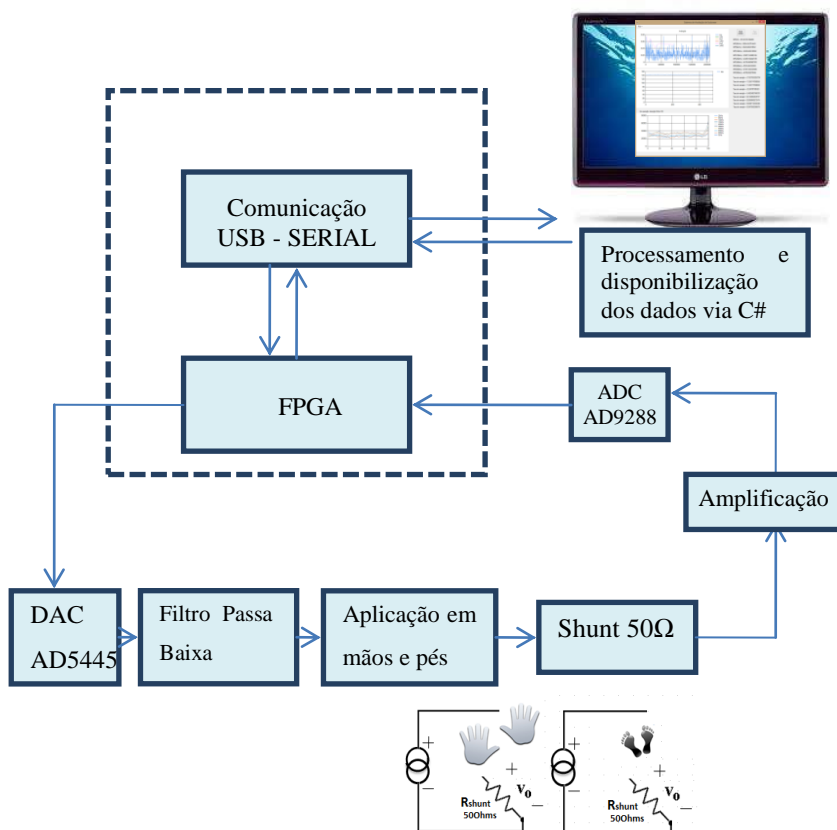 Comunicação
USB - SERIAL
LG
Processamento e
disponibilização
dos dados via C#
FPGA
ADC
AD9288
Amplificação
DAC
AD5445
Filtro Passa
Baixa
Aplicação em
mãos e pés
Shunt 50Ω
+
−
+
vo
−
Rshunt
50Ohms
+
−
+
vo
−
Rshunt
50Ohms